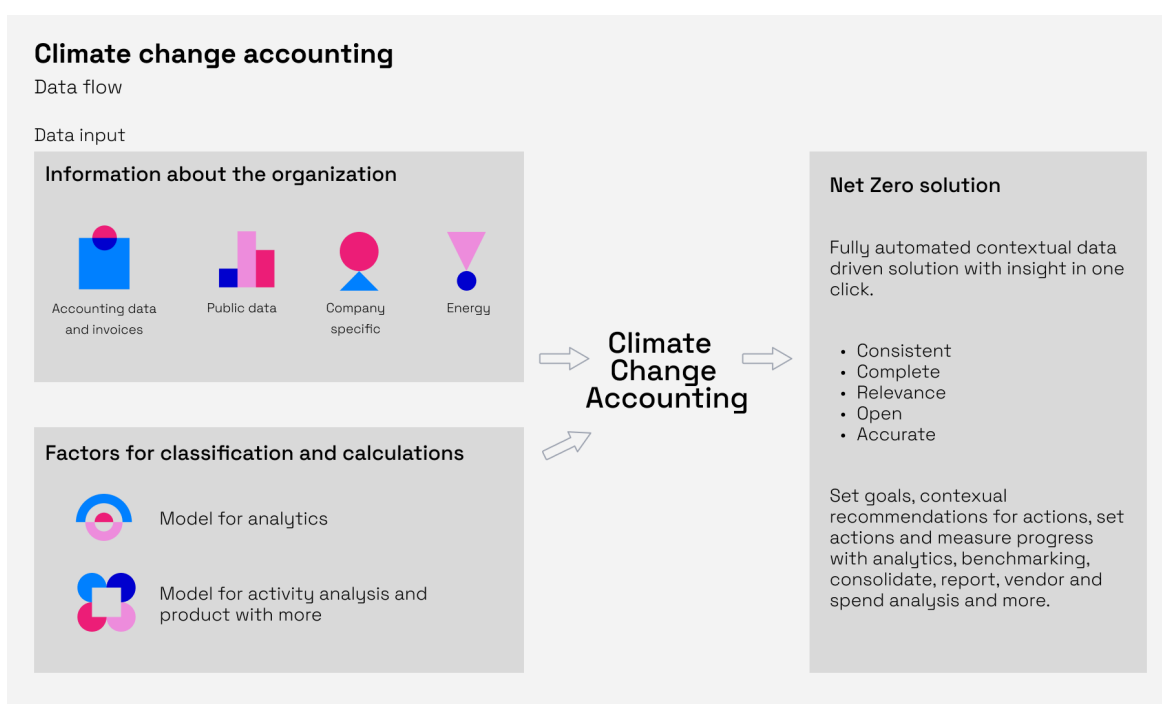 Climate change accounting
Data flow
Data input
Information about the organization
Accounting data
and invoices
Public data
Company
specific
Energy
Factors for classification and calculations
Model for analytics
Model for activity analysis and
product with more
Climate
Change
Accounting
Net Zero solution
Fully automated contextual data
driven solution with insight in one
click.
• Consistent
• Complete
• Relevance
• Open
• Accurate
Set goals, contexual
recommendations for actions, set
actions and measure progress
with analytics, benchmarking,
consolidate, report, vendor and
spend analysis and more.